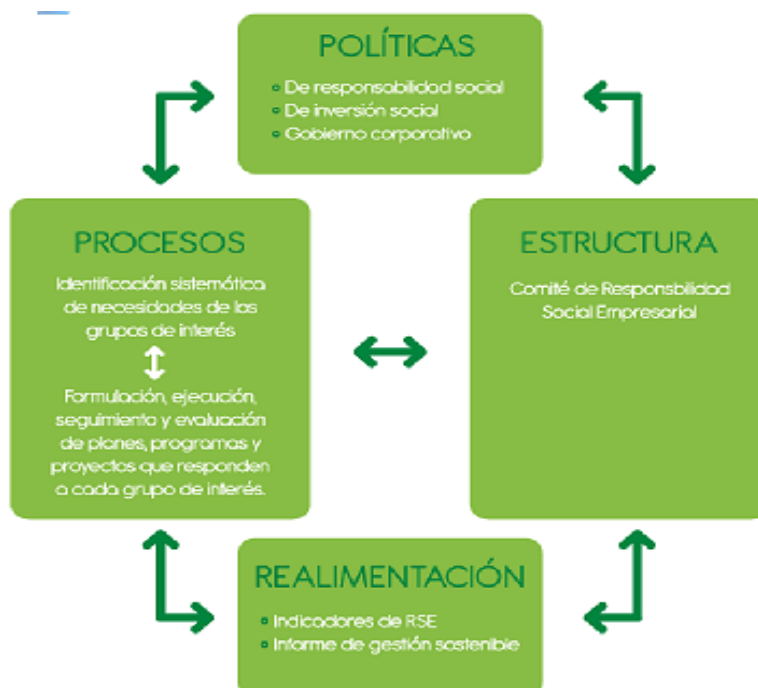 POLÍTICAS
De responsabilidad social
De inversión social
Gobierno corporativo
PROCESOS
Identificación sistemática
de necesidades de los
grupos de interés
Formulación, ejecución,
seguimiento y evaluación
de planes, programas y
proyectos que responden
a cada grupo de interés.
ESTRUCTURA
Comité de Responsbilidad
Social Empresarial
REALIMENTACIÓN
Indicadores de RSE
Informe de gestión sostenible